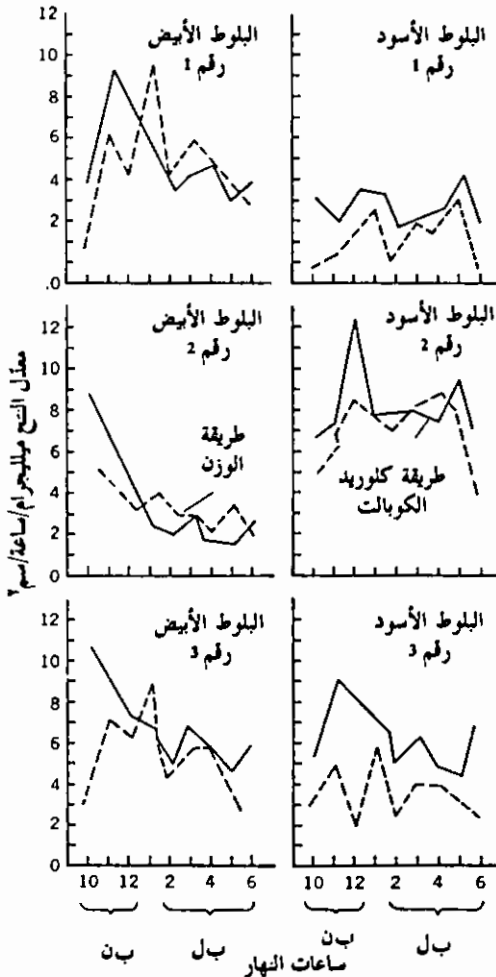 البلوط الأبيض
رقم 1
البلوط الأسود
رقم 1
12
10
8
6
4
2
.0
البلوط الأبيض
رقم 2
البلوط الأسود
رقم 2
طريقة
الوزن
طريقة كلوريد
الكوبالت
12
10
8
6
4
2
0
معدّل النتح ميلليجرام/ساعة/سم٢
البلوط الأبيض
رقم 3
البلوط الأسود
رقم 3
12
10
8
6
4
2
0
10 12 2 4 6
10 12 2 4 6
ب ن
ب ل
ب ن
ب ل
ساعات النهار